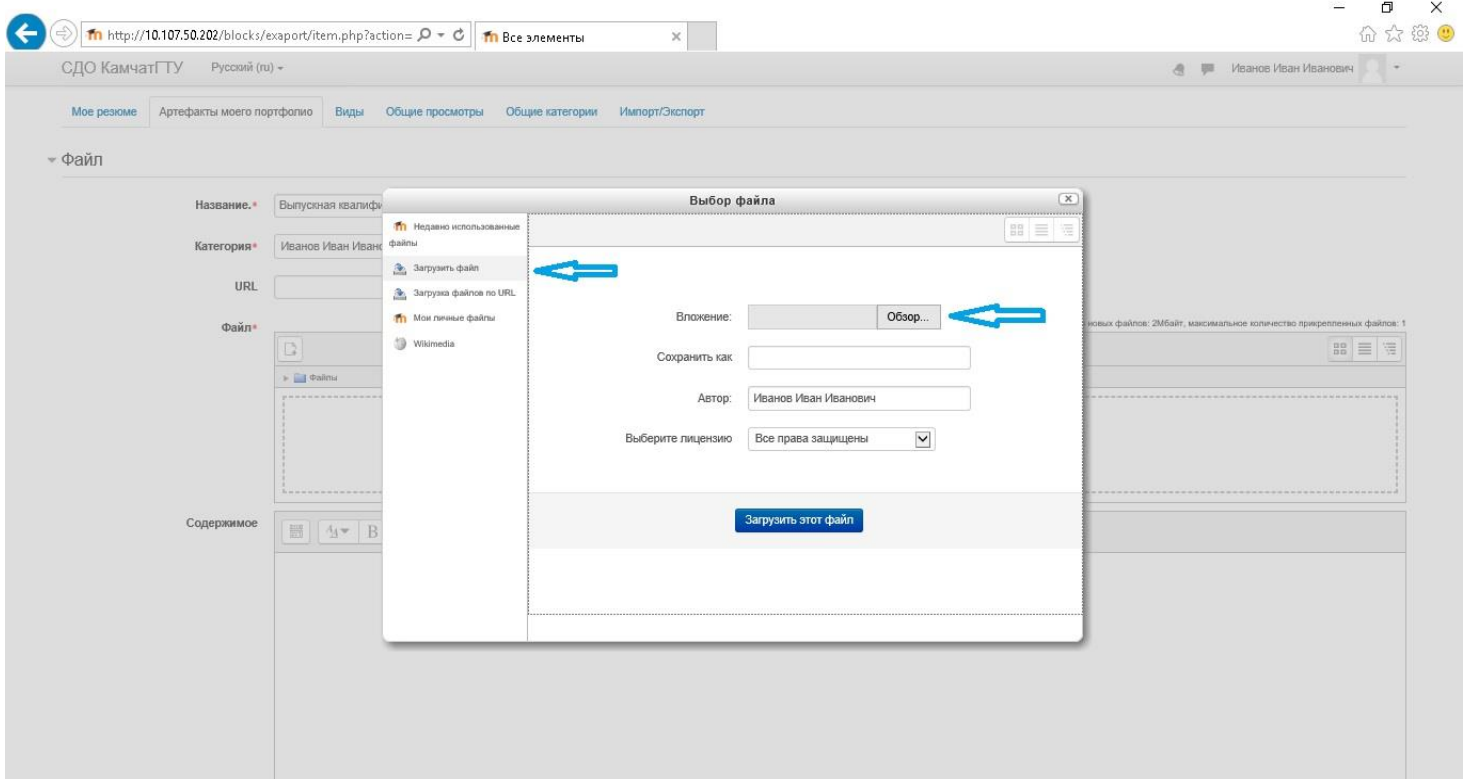 http://10.107.50.202/blocks/exaport/item.php?action=
Все элементы
СДО КамчатГТУ Русский (ru)
Иванов Иван Иванович
Мое резюме Артефакты моего портфолио Виды Общие просмотры Общие категории Импорт/Экспорт
Файл
Название.* Выпускная квалифи
Категория* Иванов Иван Ивано
URL
Файл*
новых файлов: 2Мбайт, максимальное количество прикрепленных файлов: 1
Файлы
Содержимое
B
Выбор файла
Недавно использованные
файлы
Загрузить файл
Загрузка файлов по URL
Мои личные файлы
Wikimedia
Вложение: Обзор...
Сохранить как
Автор: Иванов Иван Иванович
Выберите лицензию Все права защищены
Загрузить этот файл